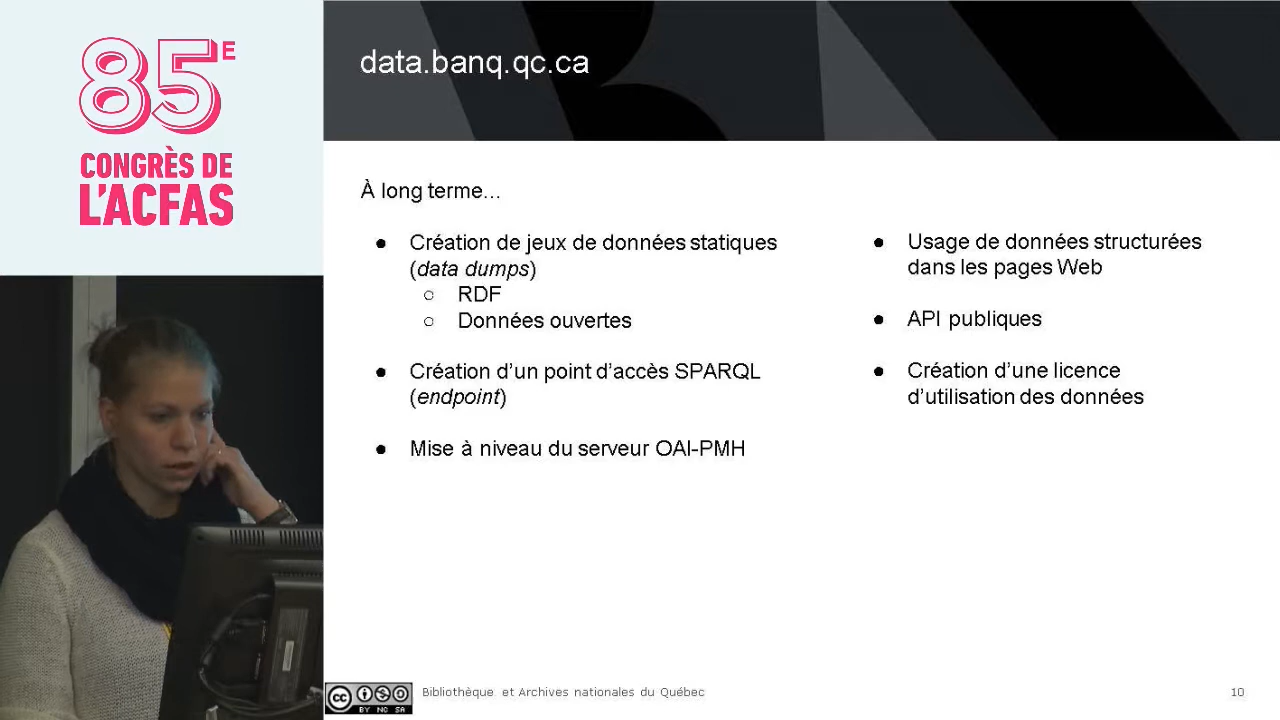 85E
CONGRÈS DE
L'ACFAS
data.banq.qc.ca
À long terme...
● Création de jeux de données statiques
(data dumps)
○ RDF
○ Données ouvertes
● Création d'un point d'accès SPARQL
(endpoint)
● Mise à niveau du serveur OAI-PMH
● Usage de données structurées
dans les pages Web
● API publiques
● Création d'une licence
d'utilisation des données
cc
BY NC SA
Bibliothèque et Archives nationales du Québec
10